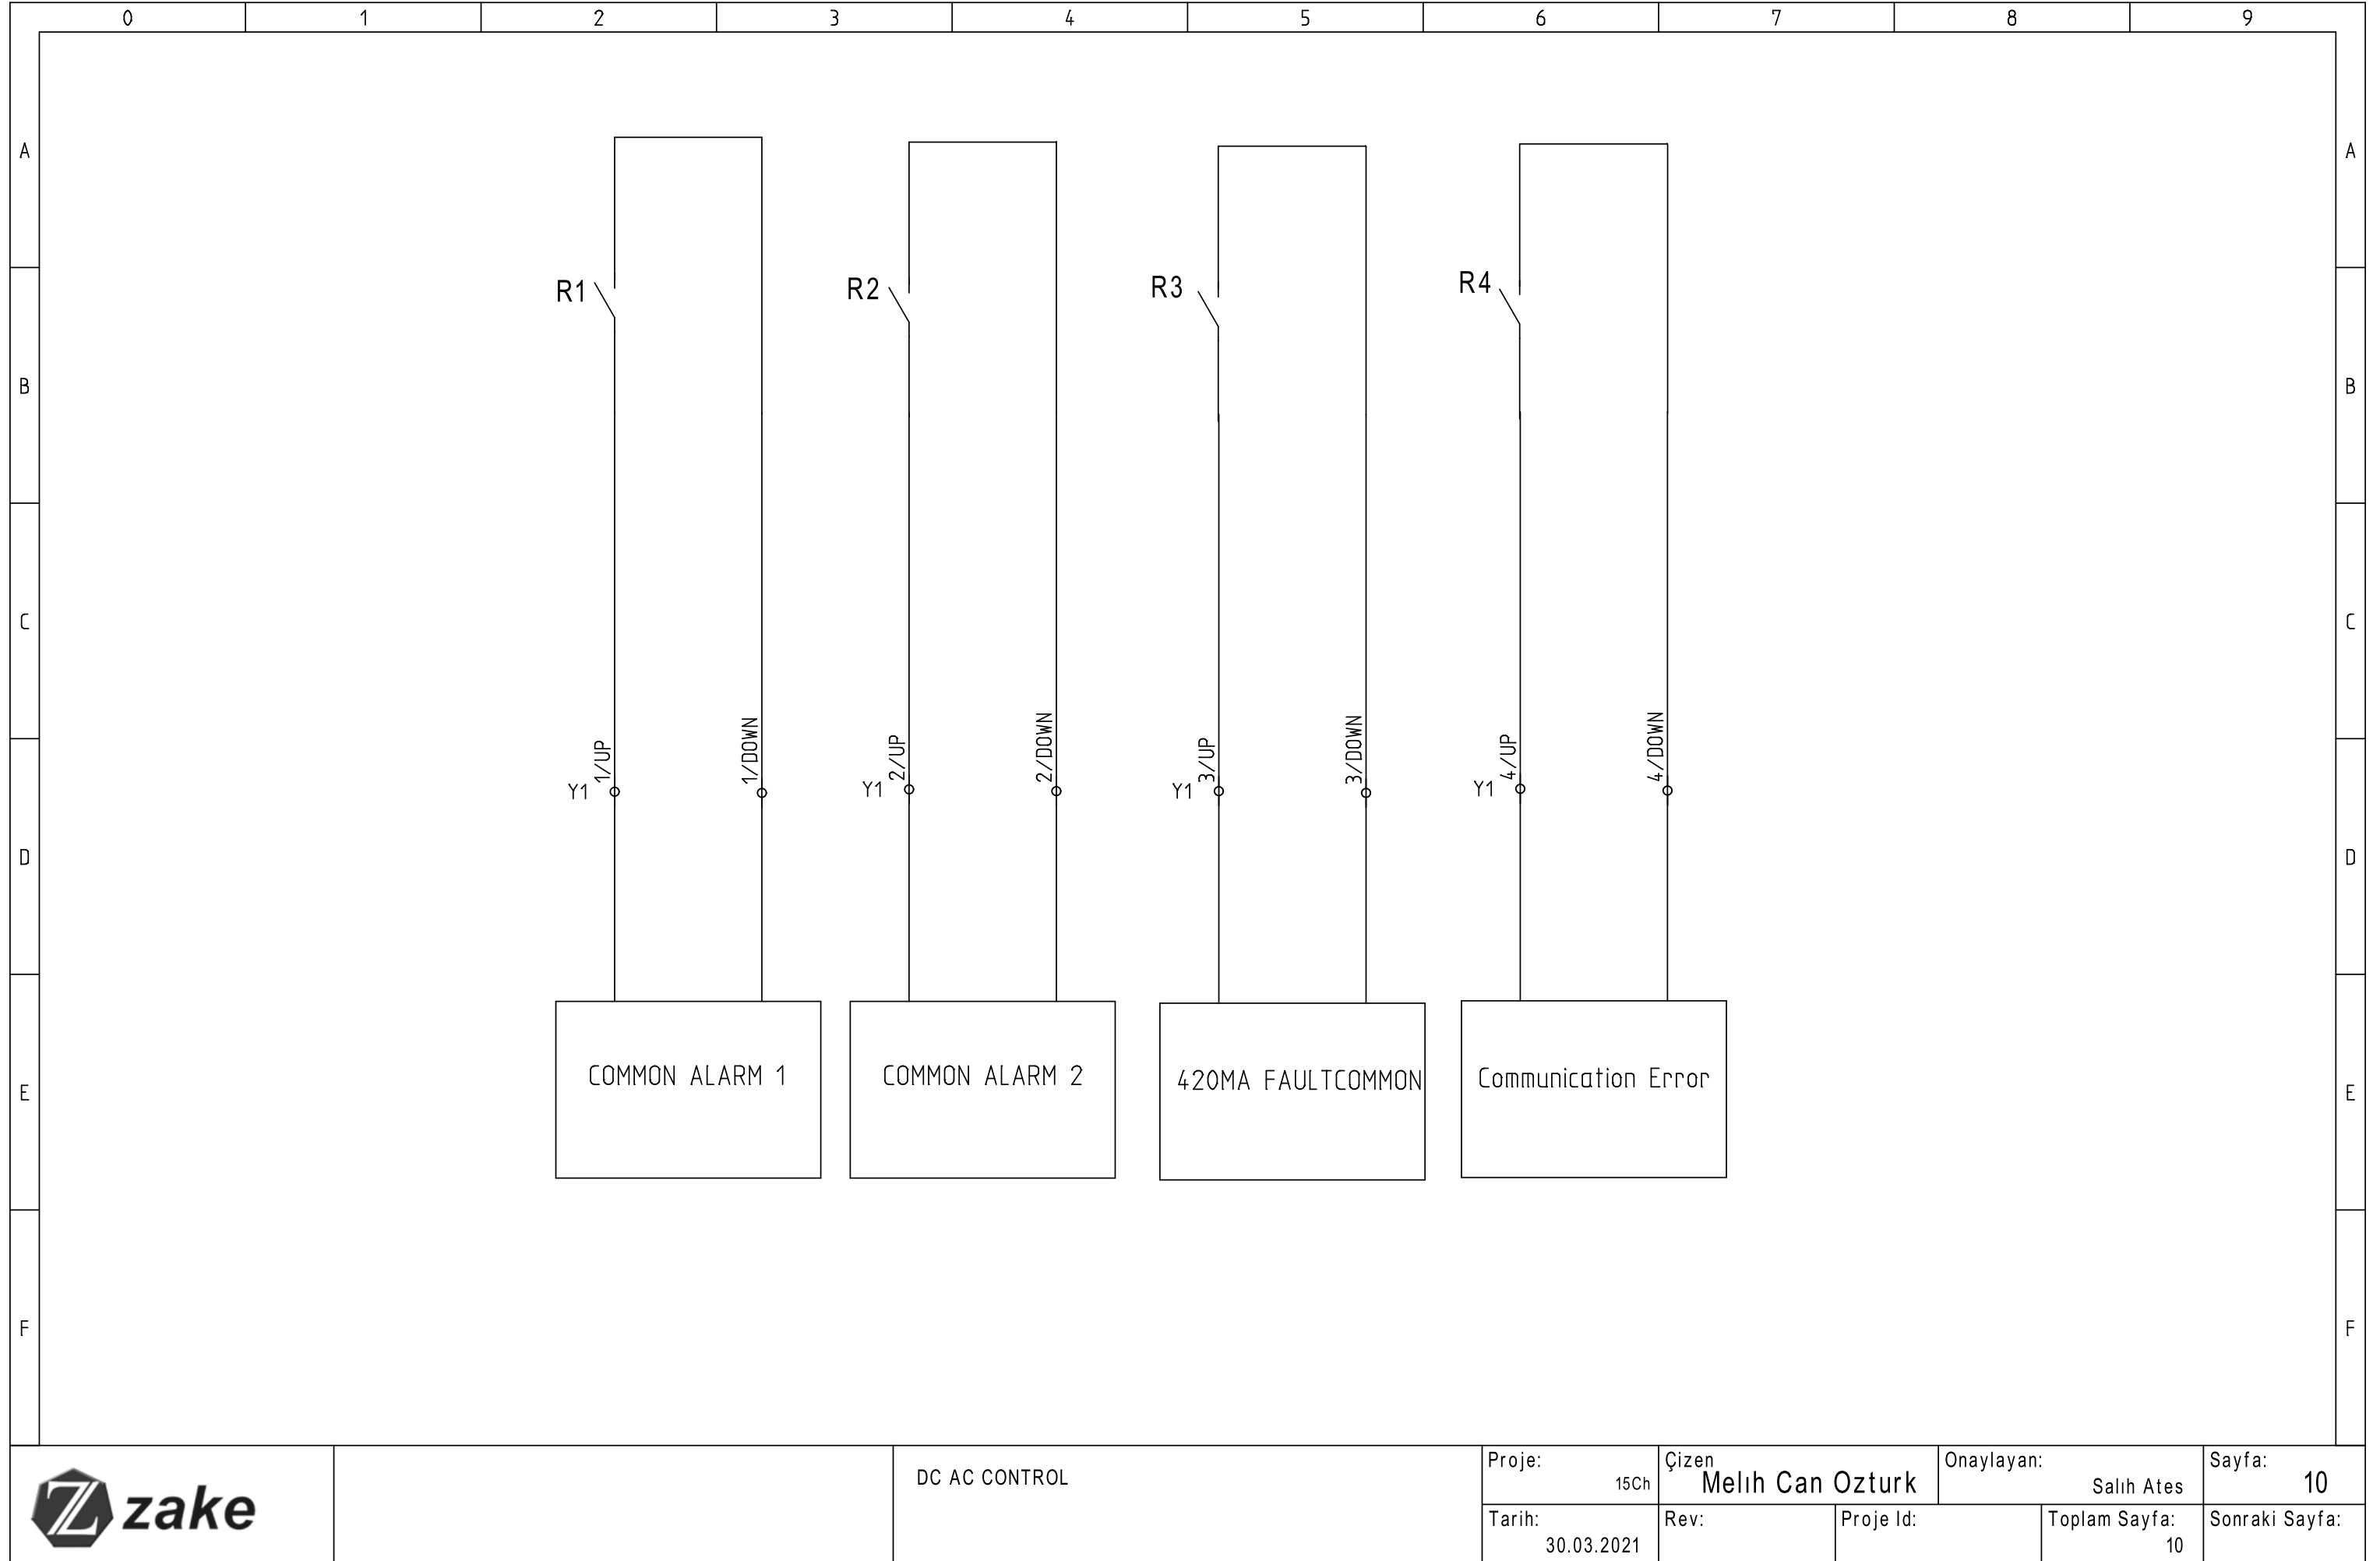 0 1 2 3 4 5 6 7 8 9
A A
R1 R2 R3 R4
B B
C C
1/UP 1/DOWN 2/UP 2/DOWN 3/UP 3/DOWN 4/UP 4/DOWN
Y1 Y1 Y1 Y1
D D
COMMON ALARM 1
COMMON ALARM 2
420MA FAULTCOMMON
Communication Error
E E
F F
zake
DC AC CONTROL
Proje:
15Ch
Çizen
Melıh Can Ozturk
Onaylayan:
Salıh Ates
Sayfa:
10
Tarih:
30.03.2021
Rev:
Proje Id:
Toplam Sayfa:
10
Sonraki Sayfa: